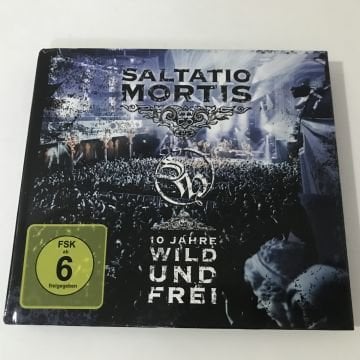 SALTATIO
MORTIS
10 JAHRE
WILD
UND
FREI
FSK
ab
6
freigegeben